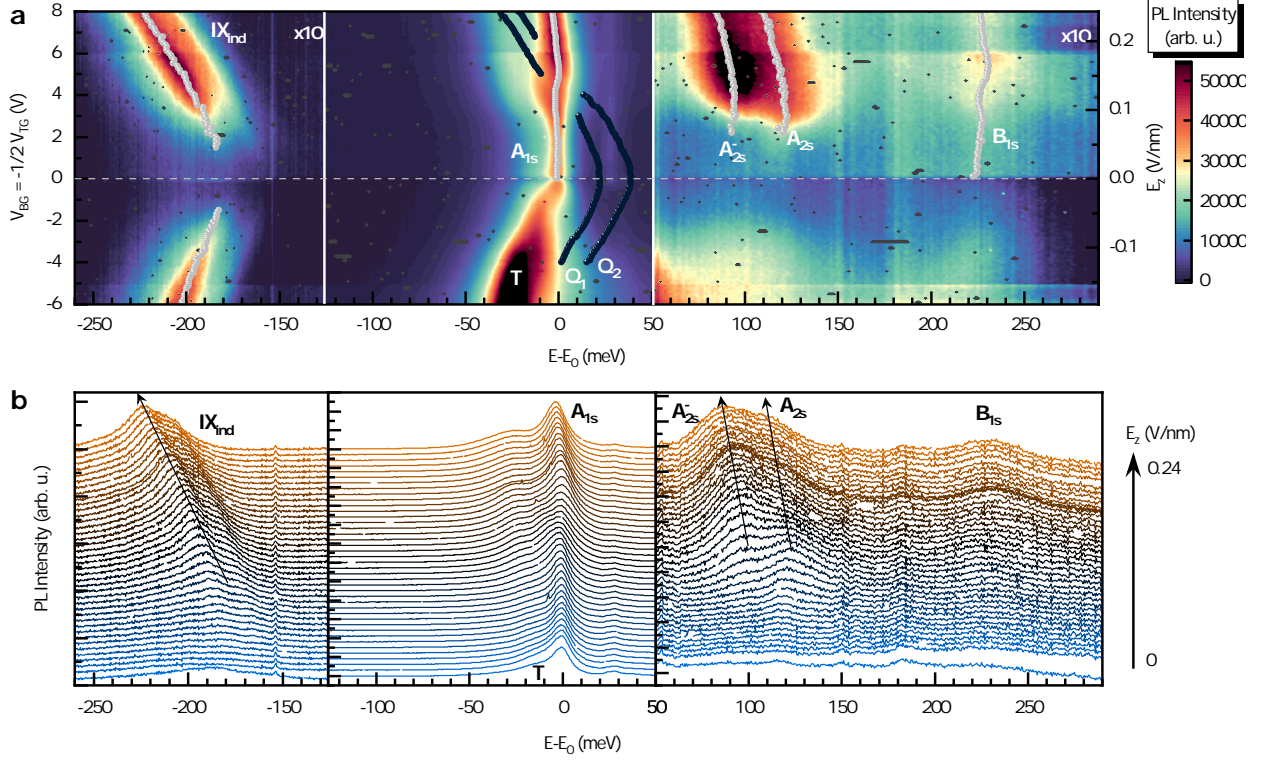 a
PL Intensity
(arb. u.)
IX_ind
x10
x10
V_BG = -1/2 V_TG (V)
8
6
4
2
0
-2
-4
-6
A_1s
T
Q_1
Q_2
A^-_2s
A_2s
B_1s
0.2
0.1
0.0
-0.1
E_z (V/nm)
50000
40000
30000
20000
10000
0
-250 -200 -150 -100 -50 0 50 100 150 200 250
E-E_0 (meV)
b
IX_ind
A_1s
A^-_2s
A_2s
B_1s
E_z (V/nm)
0.24
0
T
PL Intensity (arb. u.)
-250 -200 -150 -100 -50 0 50 100 150 200 250
E-E_0 (meV)